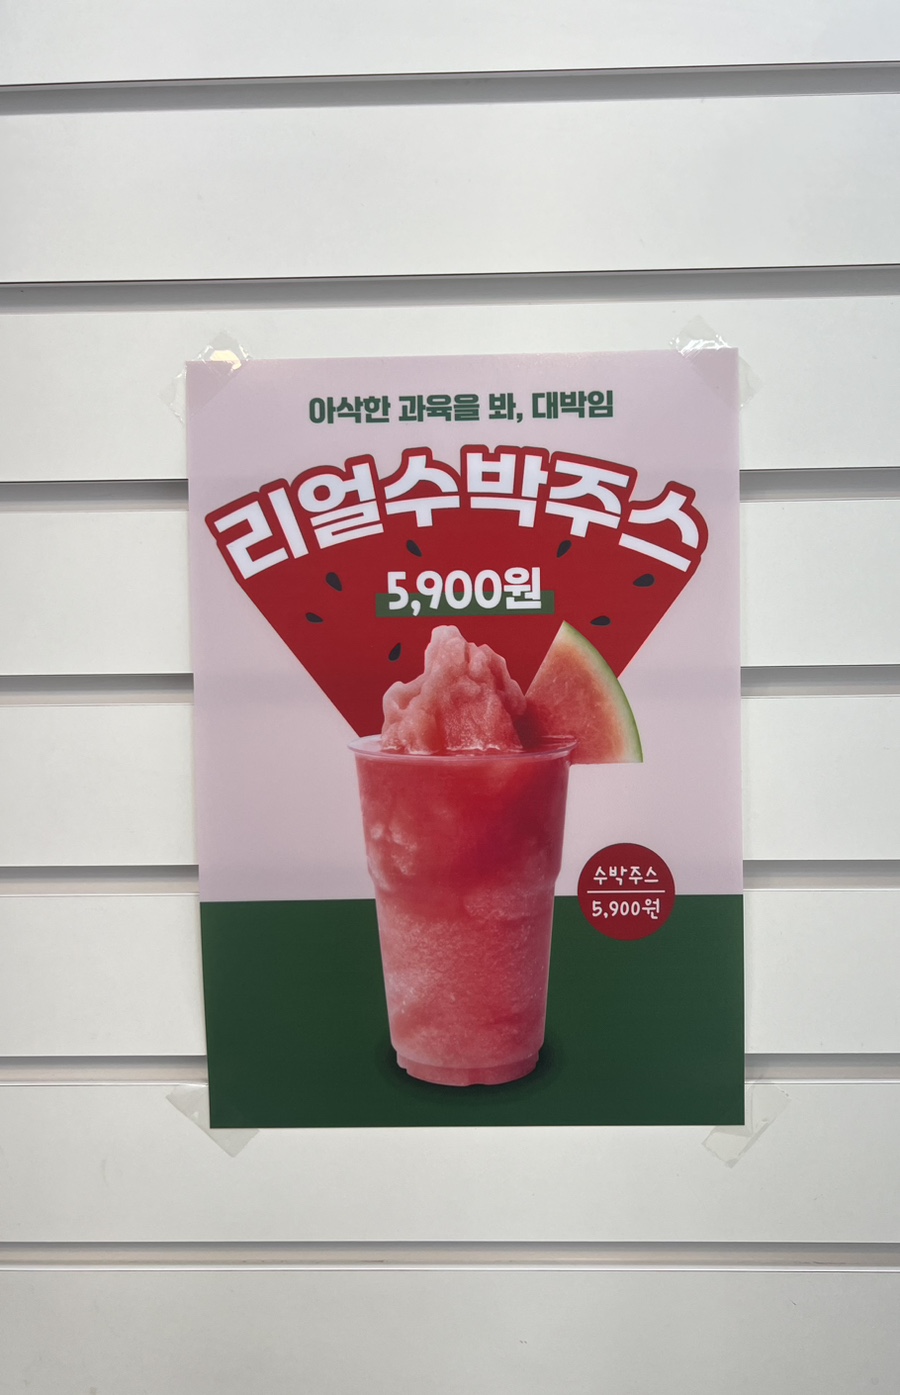 아삭한 과육을 봐, 대박임
리얼수박주스
5,900원
수박주스
5,900원